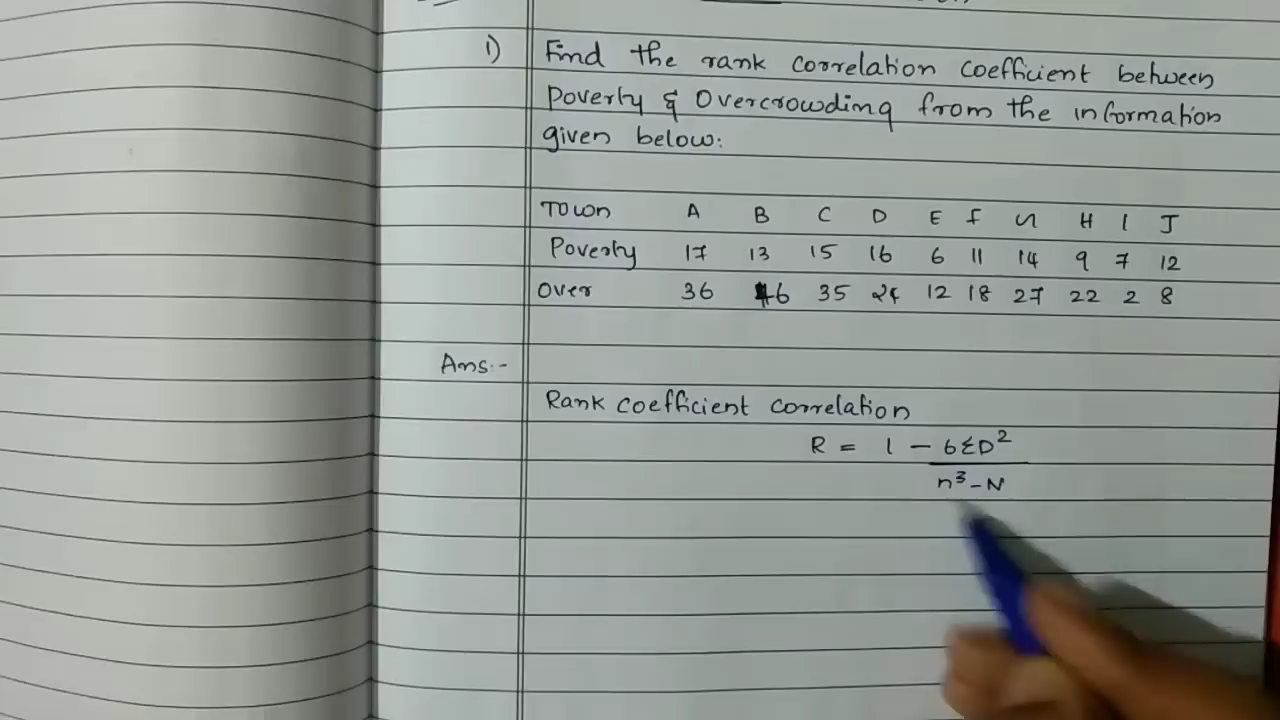 1) Find the rank correlation coefficient between
Poverty & Overcrowding from the information
given below:
Town A B C D E F G H I J
Poverty 17 13 15 16 6 11 14 9 7 12
Over 36 46 35 24 12 18 27 22 2 8
Ans:-
Rank coefficient correlation
R = 1 - 6ΣD²
n³-N